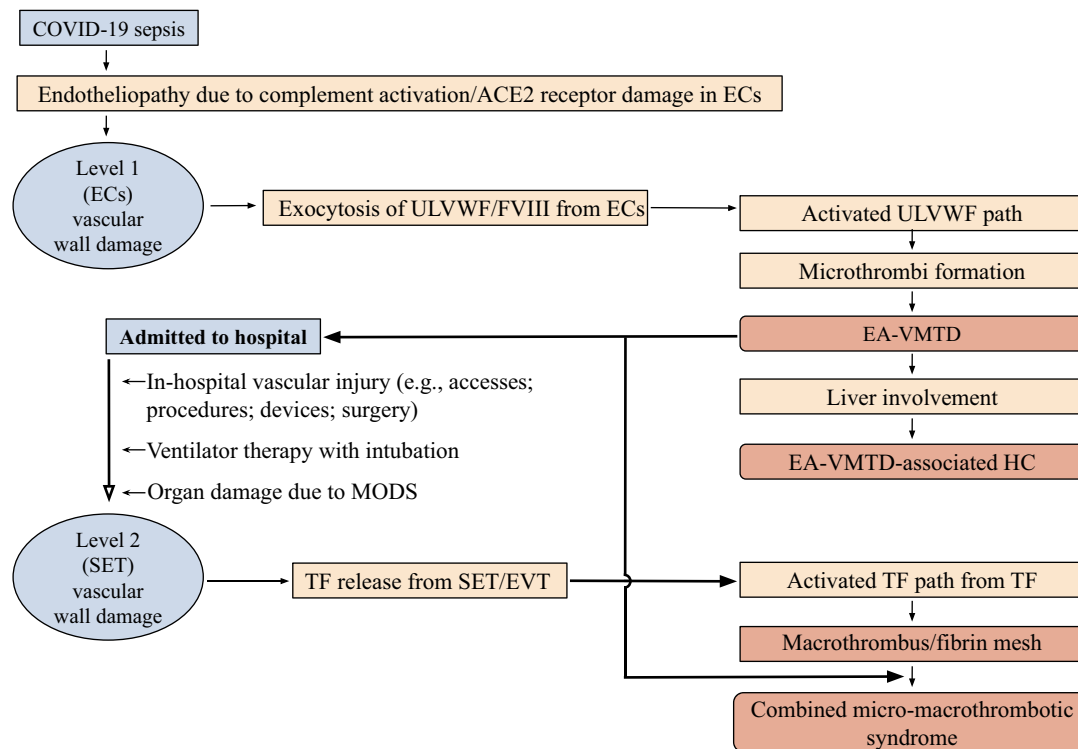 COVID-19 sepsis
Endotheliopathy due to complement activation/ACE2 receptor damage in ECs
Level 1
(ECs)
vascular
wall damage
Exocytosis of ULVWF/FVIII from ECs
Activated ULVWF path
Microthrombi formation
EA-VMTD
Admitted to hospital
Liver involvement
EA-VMTD-associated HC
In-hospital vascular injury (e.g., accesses;
procedures; devices; surgery)
Ventilator therapy with intubation
Organ damage due to MODS
Level 2
(SET)
vascular
wall damage
TF release from SET/EVT
Activated TF path from TF
Macrothrombus/fibrin mesh
Combined micro-macrothrombotic
syndrome